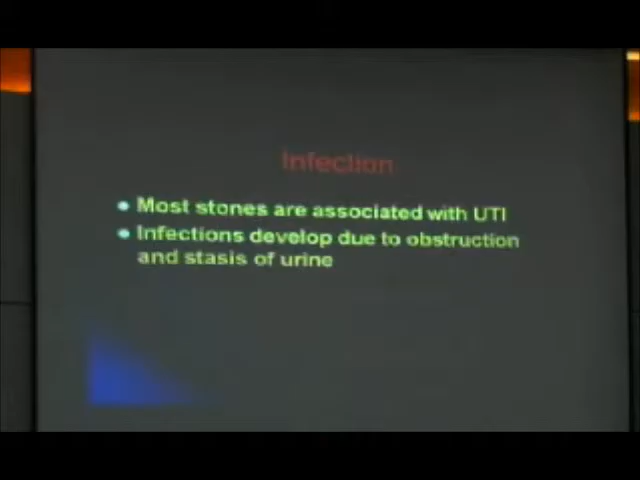 Infection
• Most stones are associated with UTI
• Infections develop due to obstruction
and stasis of urine